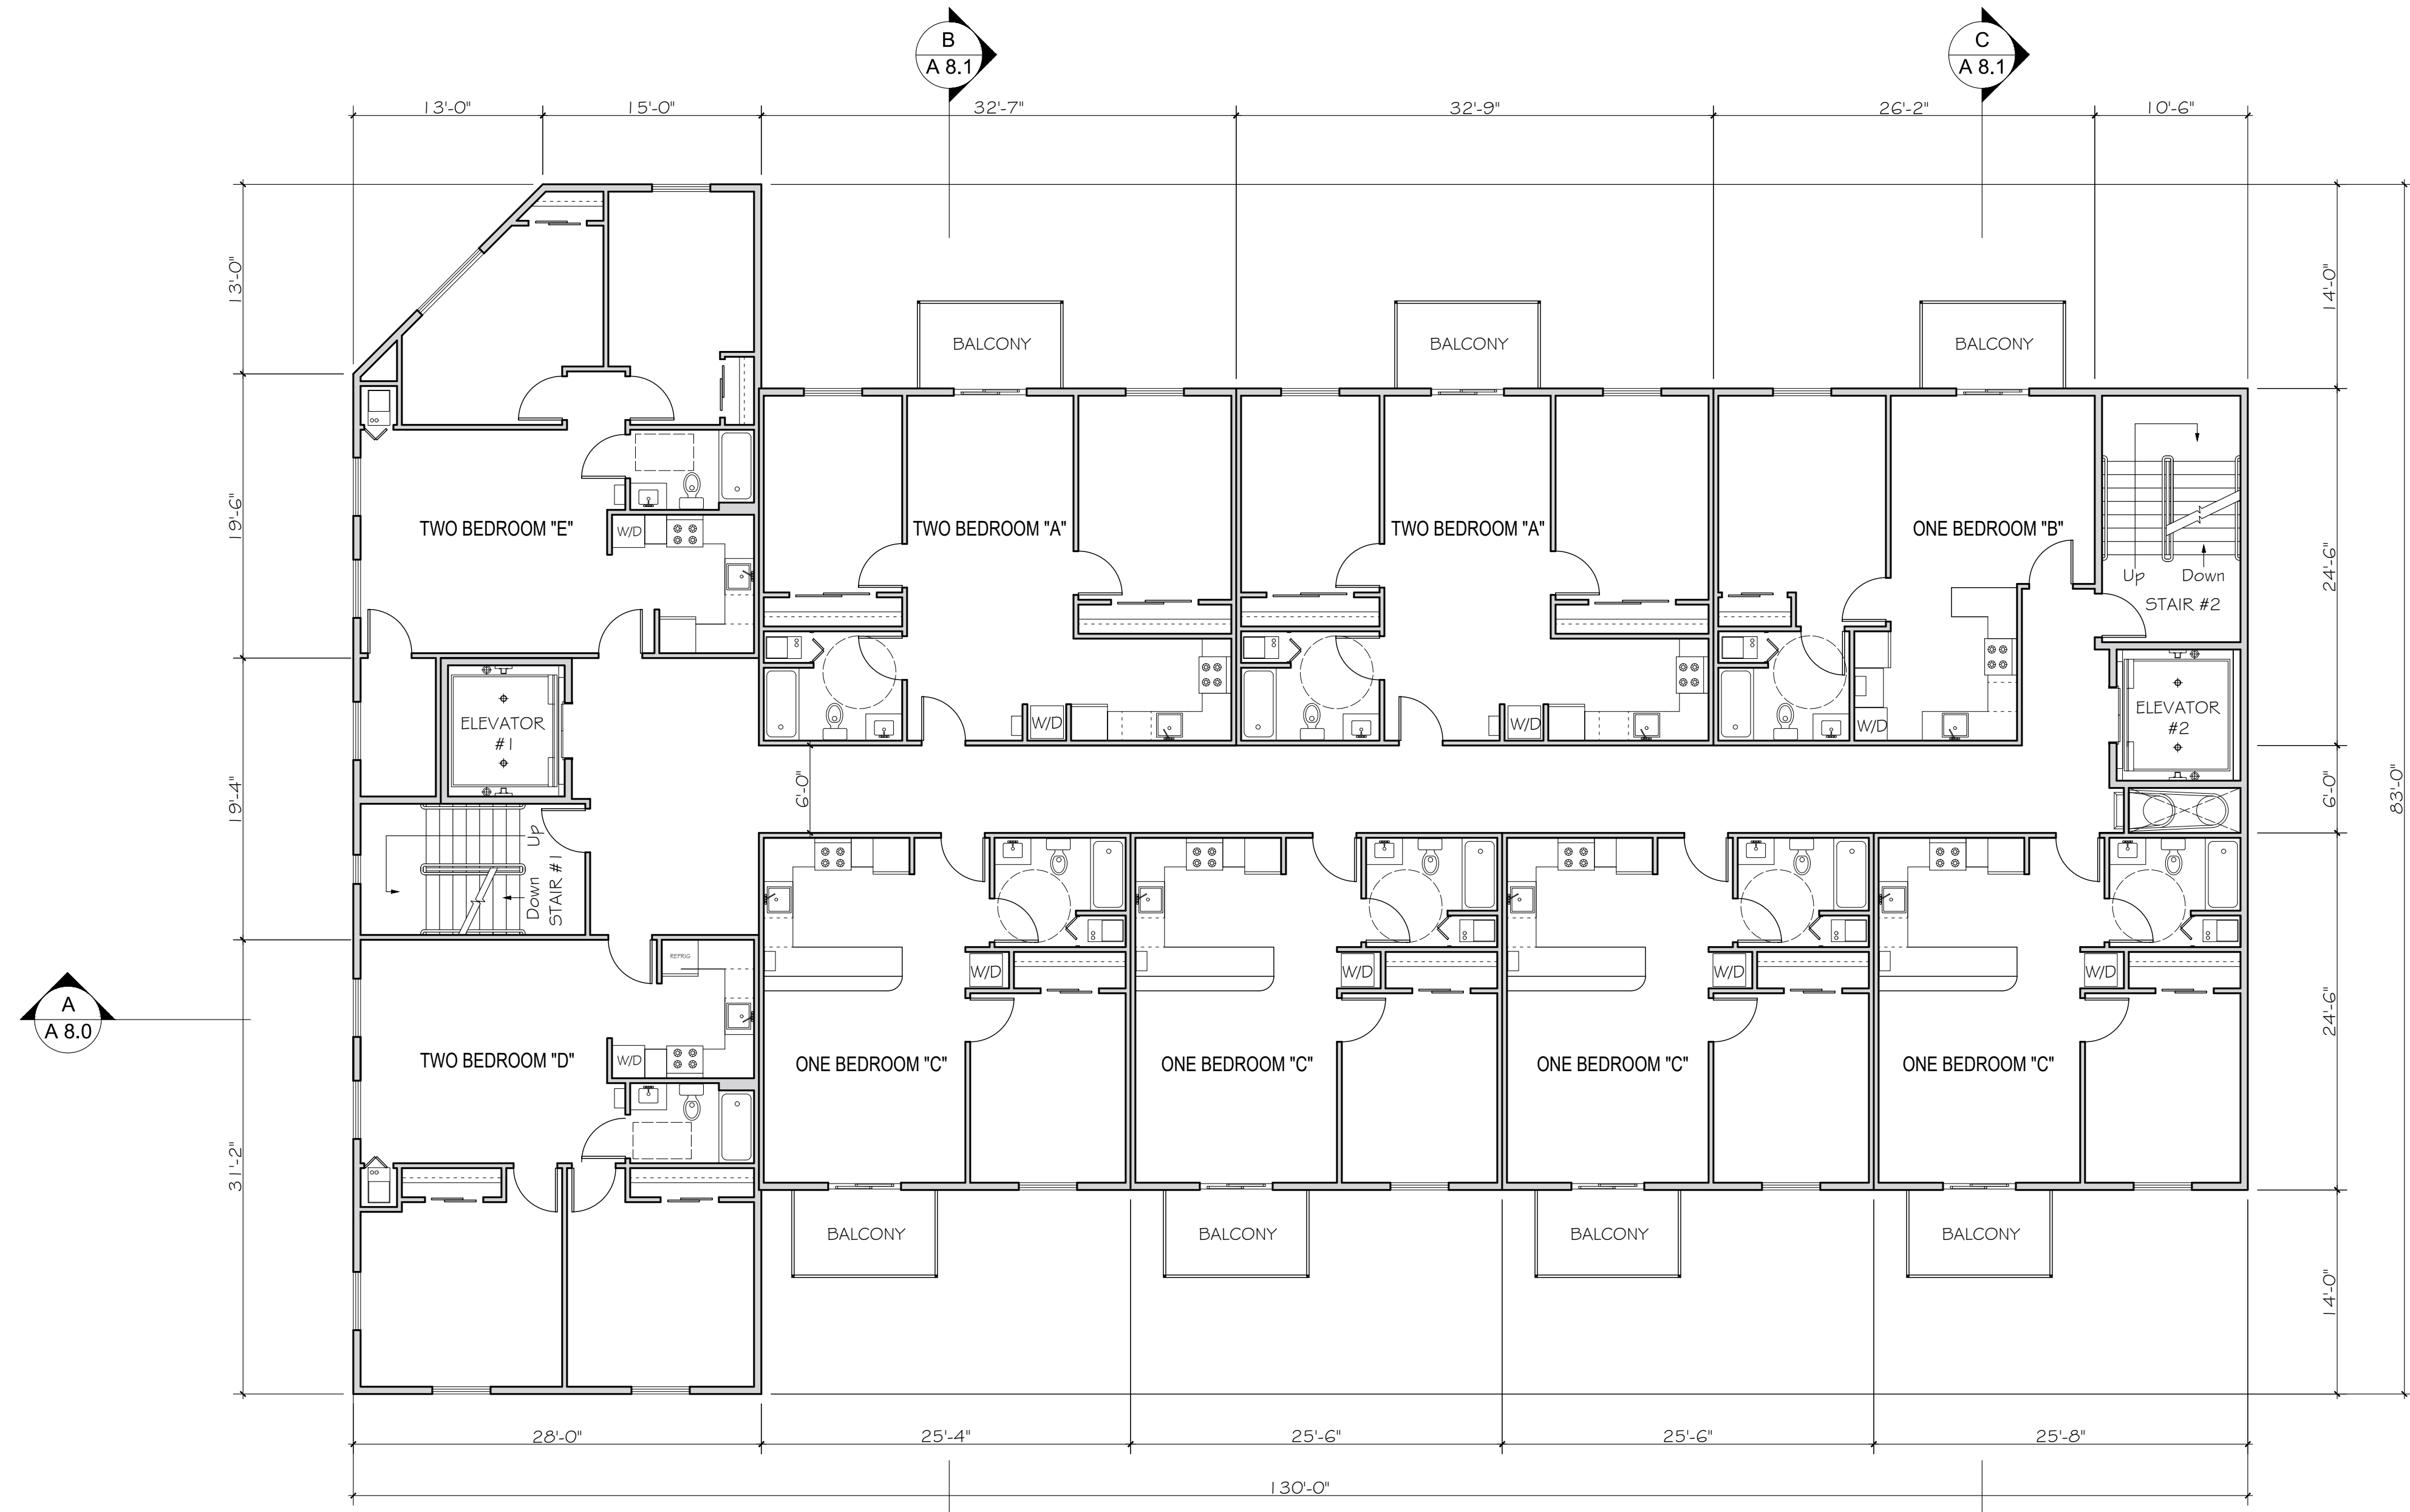 B
A 8.1
C
A 8.1
13'-0"
15'-0"
32'-7"
32'-9"
26'-2"
10'-6"
13'-0"
14'-0"
BALCONY
BALCONY
BALCONY
19'-6"
24'-6"
TWO BEDROOM "E"
W/D
TWO BEDROOM "A"
TWO BEDROOM "A"
ONE BEDROOM "B"
Up
Down
STAIR #2
ELEVATOR
#1
W/D
W/D
W/D
ELEVATOR
#2
19'-4"
6'-0"
6'-0"
83'-0"
Up
Down
STAIR #1
REFRIG
W/D
W/D
W/D
W/D
A
A 8.0
24'-6"
TWO BEDROOM "D"
W/D
ONE BEDROOM "C"
ONE BEDROOM "C"
ONE BEDROOM "C"
ONE BEDROOM "C"
31'-2"
BALCONY
BALCONY
BALCONY
BALCONY
14'-0"
28'-0"
25'-4"
25'-6"
25'-6"
25'-8"
130'-0"